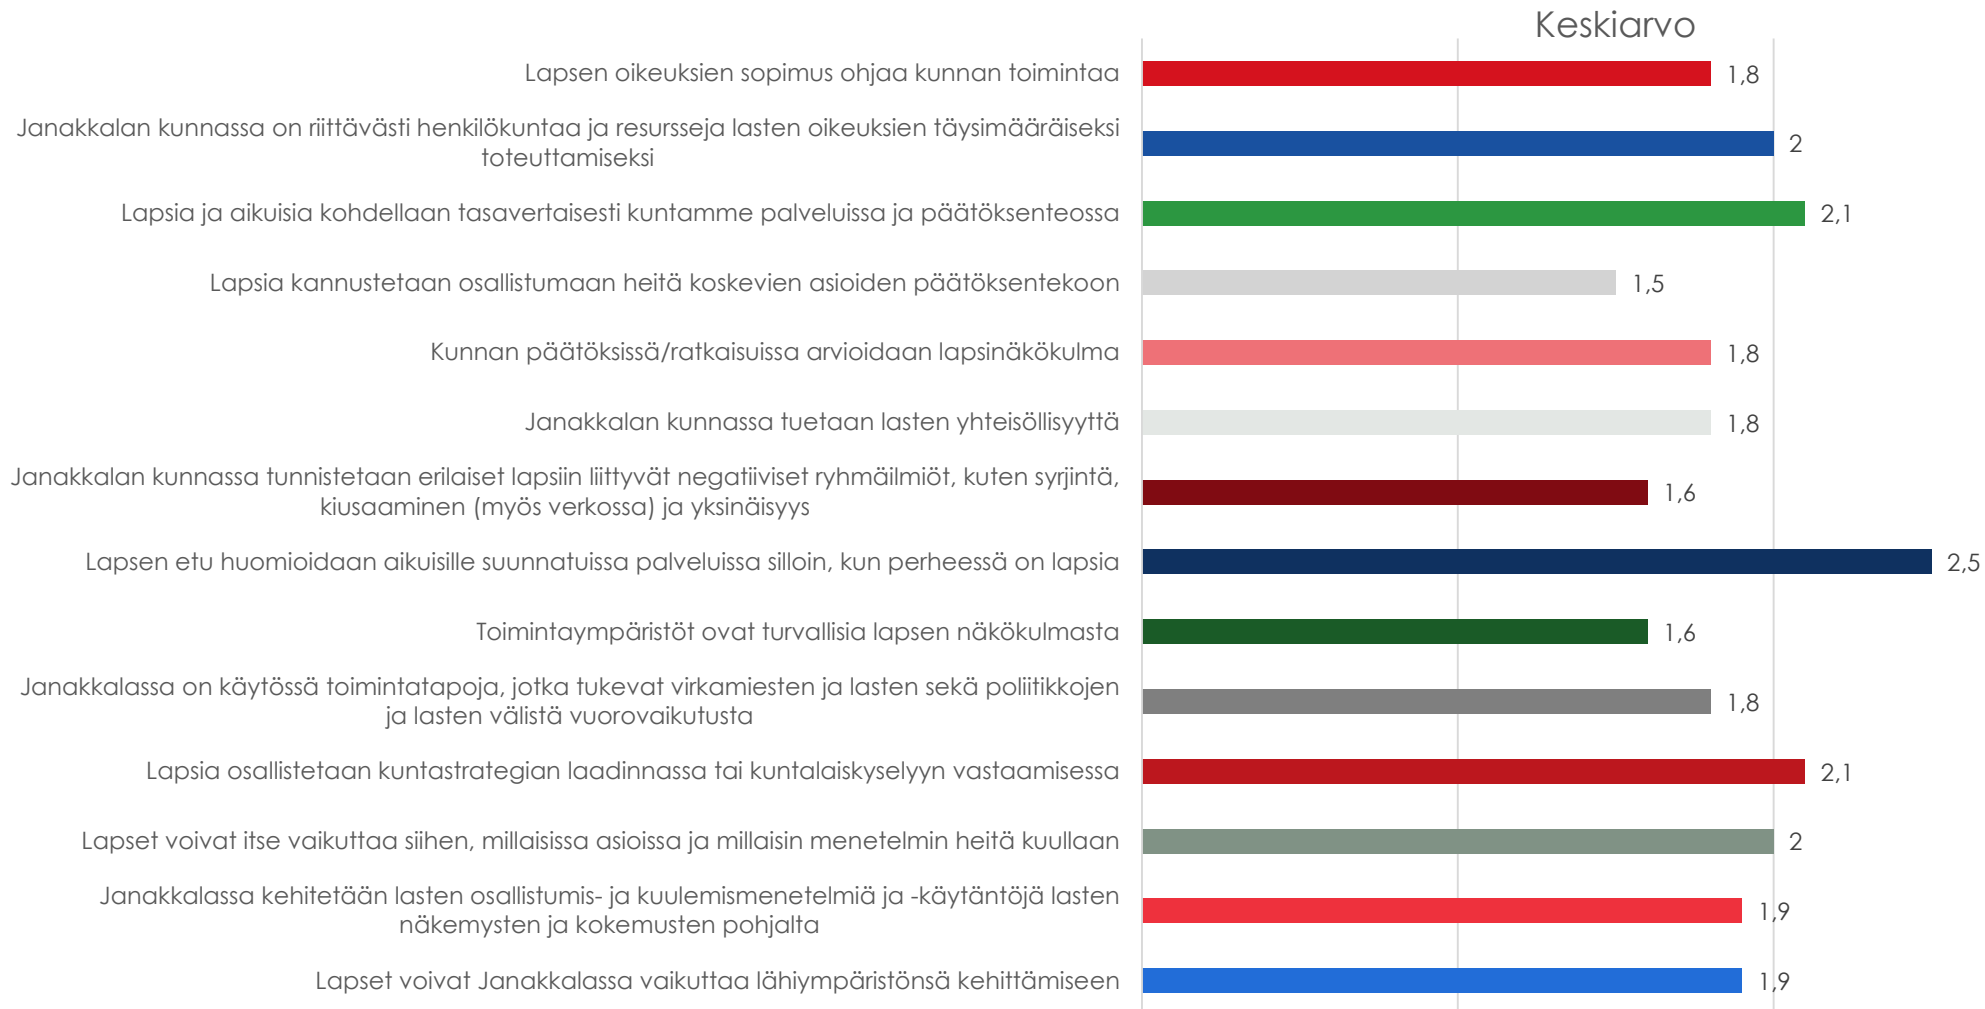 Keskiarvo
Lapsen oikeuksien sopimus ohjaa kunnan toimintaa
1,8
Janakkalan kunnassa on riittävästi henkilökuntaa ja resursseja lasten oikeuksien täysimääräiseksi
toteuttamiseksi
2
Lapsia ja aikuisia kohdellaan tasavertaisesti kuntamme palveluissa ja päätöksenteossa
2,1
Lapsia kannustetaan osallistumaan heitä koskevien asioiden päätöksentekoon
1,5
Kunnan päätöksissä/ratkaisuissa arvioidaan lapsinäkökulma
1,8
Janakkalan kunnassa tuetaan lasten yhteisöllisyyttä
1,8
Janakkalan kunnassa tunnistetaan erilaiset lapsiin liittyvät negatiiviset ryhmäilmiöt, kuten syrjintä,
kiusaaminen (myös verkossa) ja yksinäisyys
1,6
Lapsen etu huomioidaan aikuisille suunnatuissa palveluissa silloin, kun perheessä on lapsia
2,5
Toimintaympäristöt ovat turvallisia lapsen näkökulmasta
1,6
Janakkalassa on käytössä toimintatapoja, jotka tukevat virkamiesten ja lasten sekä poliitikkojen
ja lasten välistä vuorovaikutusta
1,8
Lapsia osallistetaan kuntastrategian laadinnassa tai kuntalaiskyselyyn vastaamisessa
2,1
Lapset voivat itse vaikuttaa siihen, millaisissa asioissa ja millaisin menetelmin heitä kuullaan
2
Janakkalassa kehitetään lasten osallistumis- ja kuulemismenetelmiä ja -käytäntöjä lasten
näkemysten ja kokemusten pohjalta
1,9
Lapset voivat Janakkalassa vaikuttaa lähiympäristönsä kehittämiseen
1,9